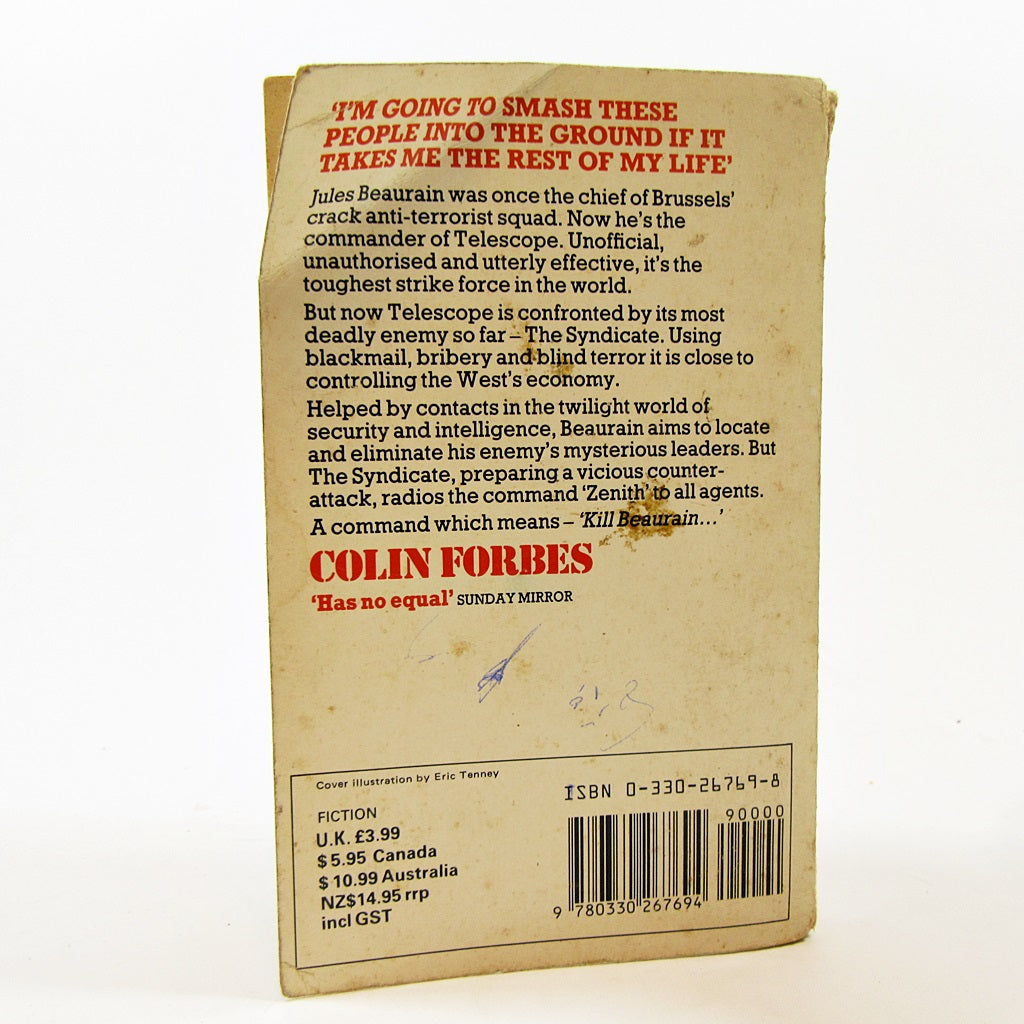 ‘I’M GOING TO SMASH THESE
PEOPLE INTO THE GROUND IF IT
TAKES ME THE REST OF MY LIFE’
Jules Beaurain was once the chief of Brussels’
crack anti-terrorist squad. Now he’s the
commander of Telescope. Unofficial,
unauthorised and utterly effective, it’s the
toughest strike force in the world.
But now Telescope is confronted by its most
deadly enemy so far – The Syndicate. Using
blackmail, bribery and blind terror it is close to
controlling the West’s economy.
Helped by contacts in the twilight world of
security and intelligence, Beaurain aims to locate
and eliminate his enemy’s mysterious leaders. But
The Syndicate, preparing a vicious counter-
attack, radios the command ‘Zenith’ to all agents.
A command which means – ‘Kill Beaurain...’
COLIN FORBES
‘Has no equal’ SUNDAY MIRROR
Cover illustration by Eric Tenney
FICTION
U.K. £3.99
$5.95 Canada
$10.99 Australia
NZ$14.95 rrp
incl GST
ISBN 0-330-26769-8
90000
9 780330 267694